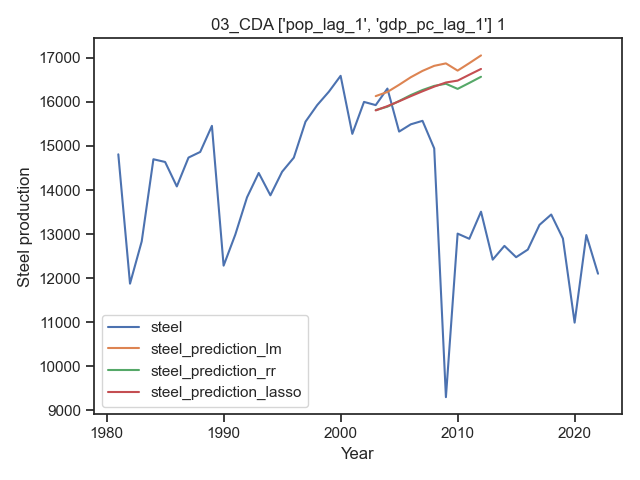 03_CDA ['pop_lag_1', 'gdp_pc_lag_1'] 1
17000
16000
15000
14000
13000
12000
11000
10000
9000
Steel production
steel
steel_prediction_lm
steel_prediction_rr
steel_prediction_lasso
1980
1990
2000
2010
2020
Year